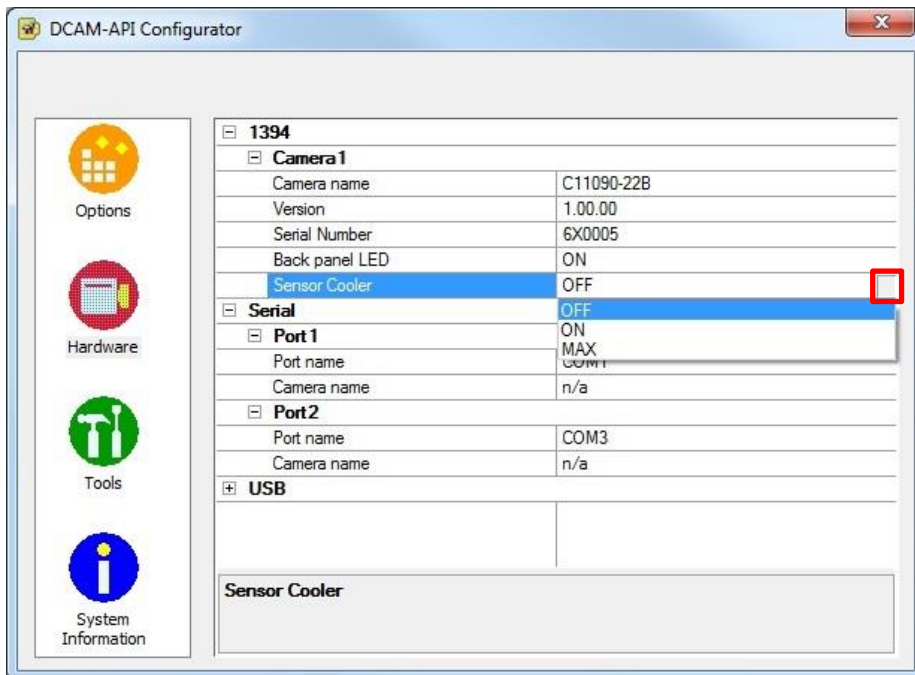 DCAM-API Configurator
Options
Hardware
Tools
System
Information
1394
Camera1
Camera name C11090-22B
Version 1.00.00
Serial Number 6X0005
Back panel LED ON
Sensor Cooler OFF
OFF
ON
MAX
Serial
Port1
Port name COM1
Camera name n/a
Port2
Port name COM3
Camera name n/a
USB
Sensor Cooler